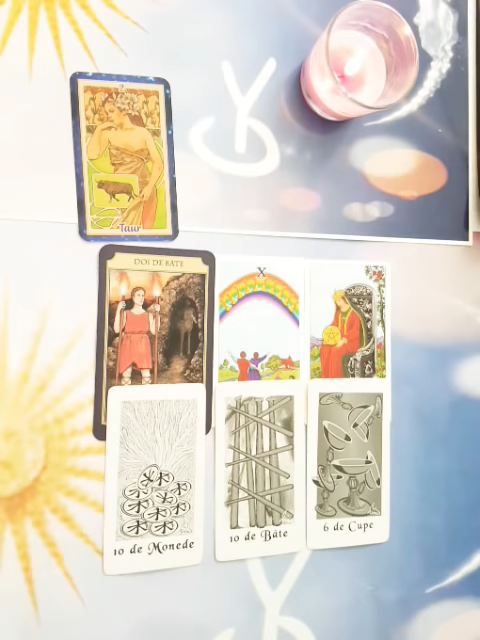 Taur
DOI DE BÂTE
X
10 de Monede
10 de Bâte
6 de Cupe